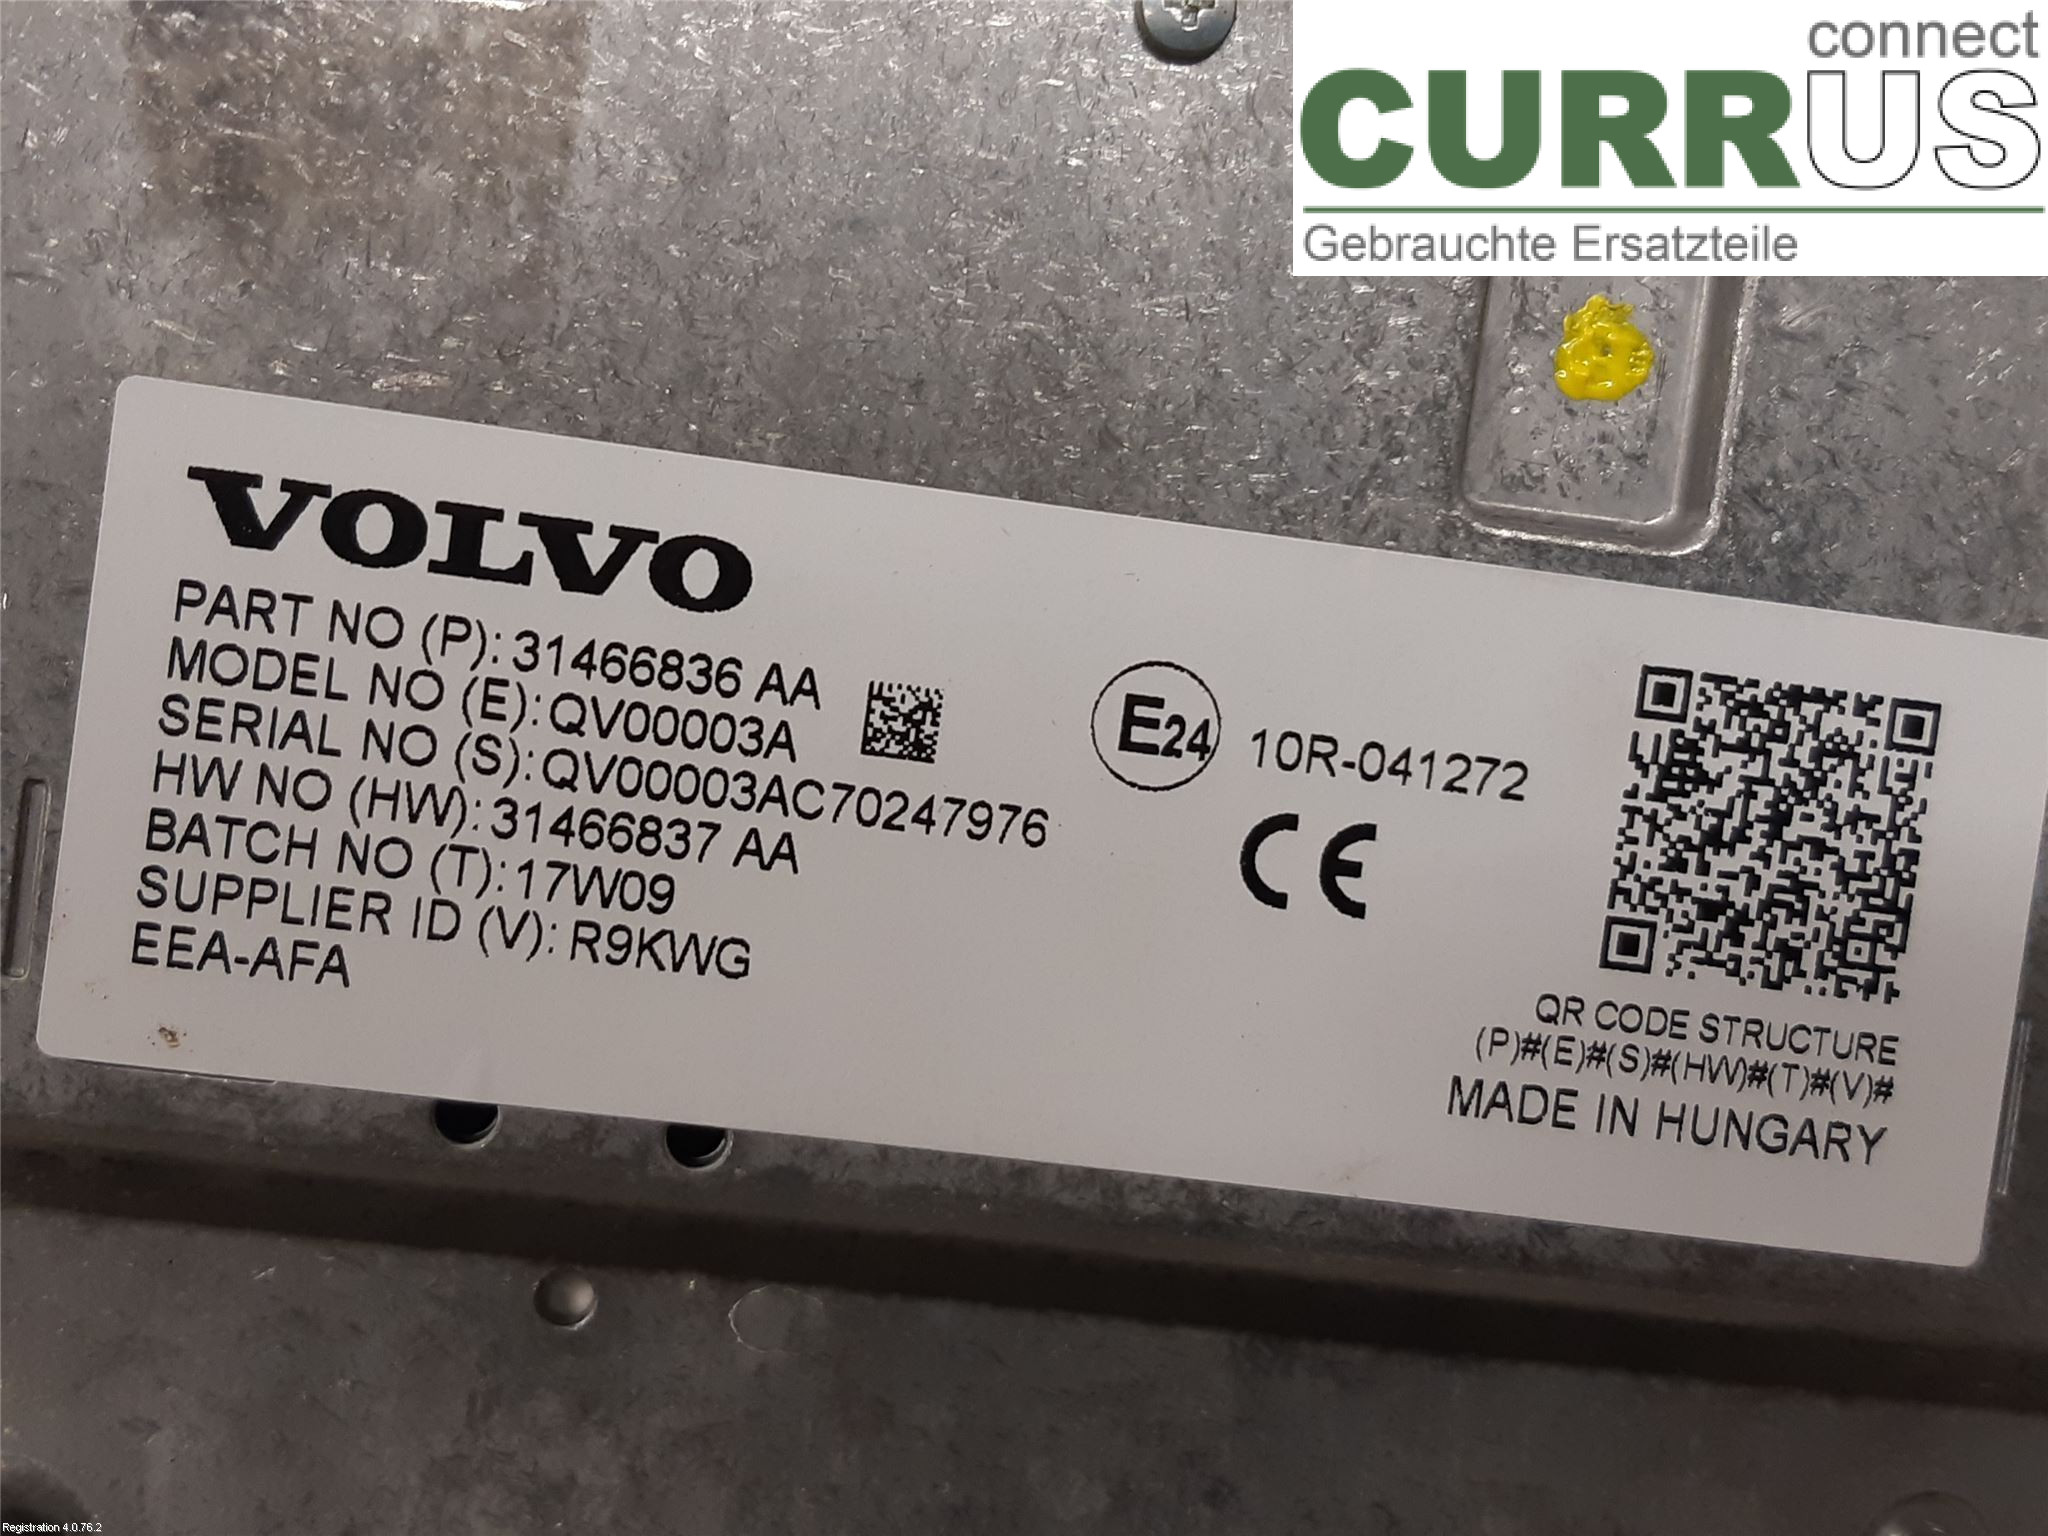 connect
CURRUS
Gebrauchte Ersatzteile
VOLVO
PART NO (P): 31466836 AA
MODEL NO (E): QV00003A
SERIAL NO (S): QV00003AC70247976
HW NO (HW): 31466837 AA
BATCH NO (T): 17W09
SUPPLIER ID (V): R9KWG
EEA-AFA
E24 10R-041272
CE
QR CODE STRUCTURE
(P)#(E)#(S)#(HW)#(T)#(V)#
MADE IN HUNGARY
Registration 4.0.76.2